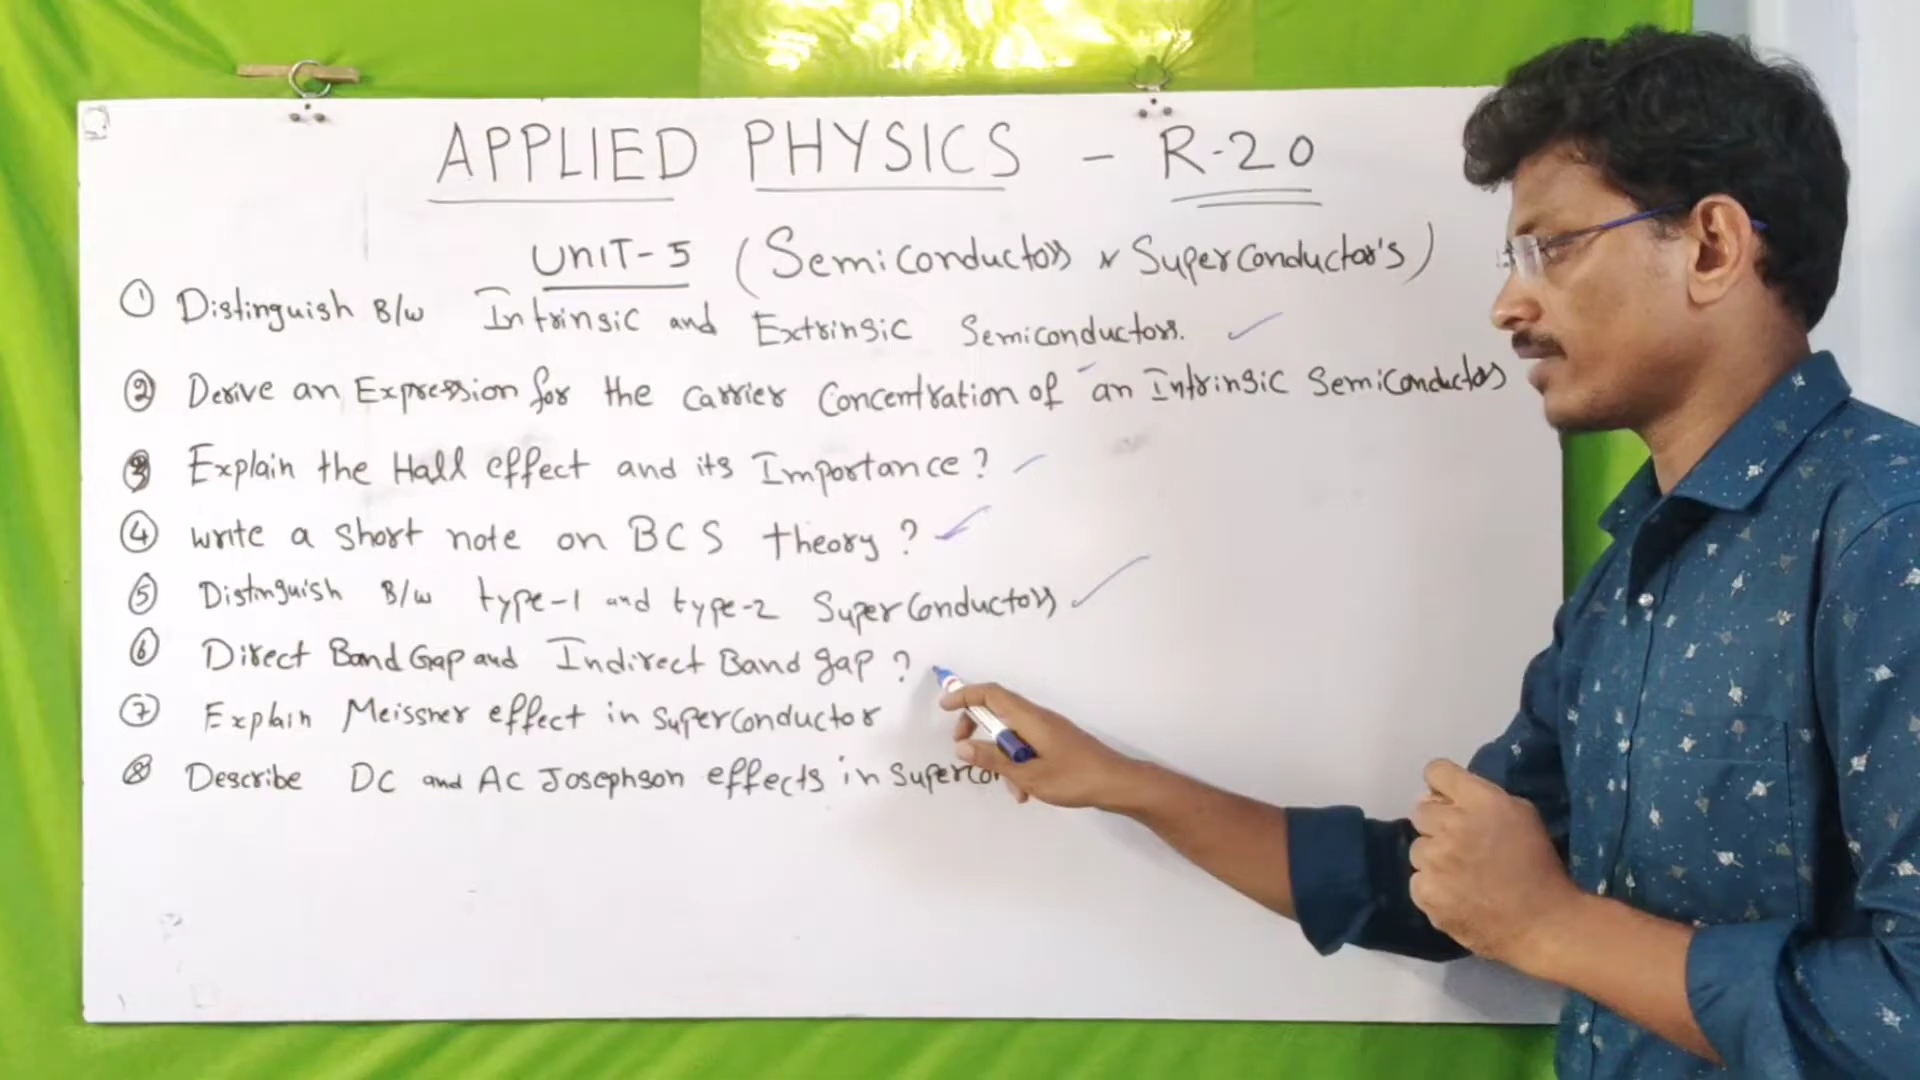 APPLIED PHYSICS - R-20
UNIT-5 (Semiconductors & Superconductor's)
① Distinguish B/w Intrinsic and Extrinsic Semiconductors.
② Derive an Expression for the carrier Concentration of an Intrinsic Semiconductors
③ Explain the Hall effect and its Importance?
④ write a short note on BCS theory?
⑤ Distinguish B/w type-1 and type-2 SuperConductors
⑥ Direct Band Gap and Indirect Band gap?
⑦ Explain Meissner effect in superconductor
⑧ Describe DC and AC Josephson effects in Supercon